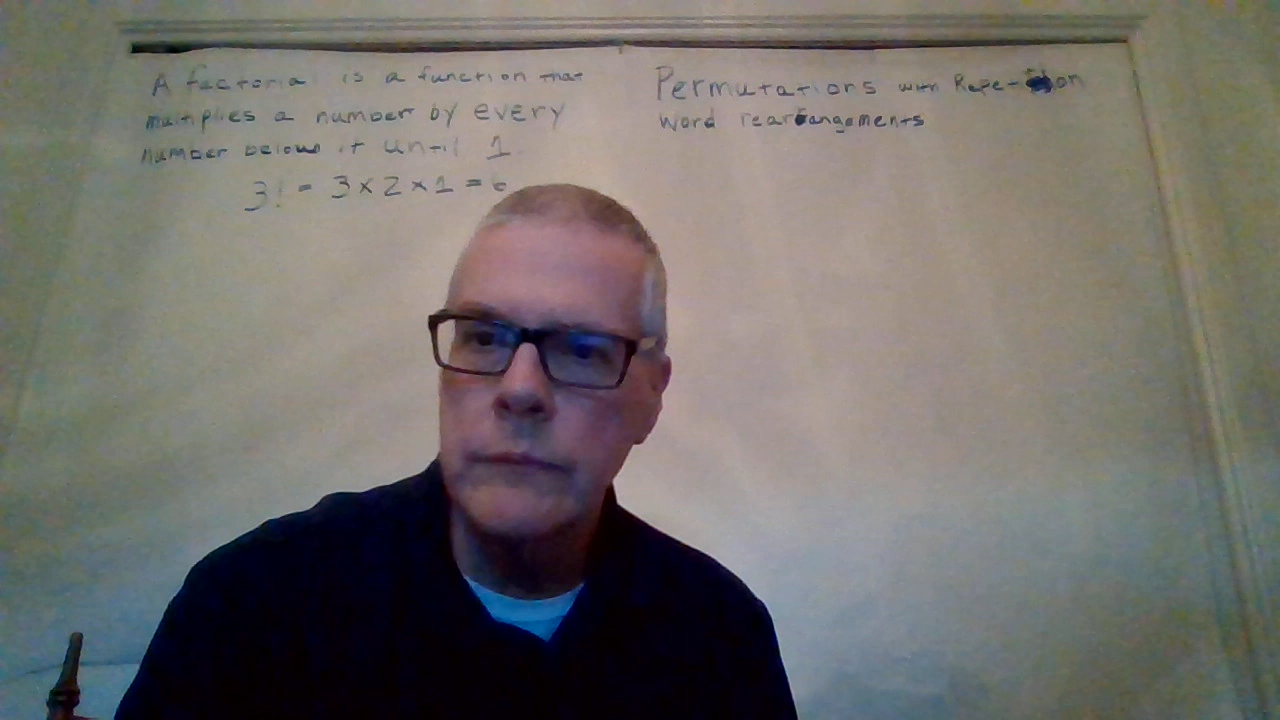 A factorial is a function that
multiplies a number by every
number below it until 1
3! = 3 x 2 x 1 = 6
Permutations with Repetition
word rearrangements